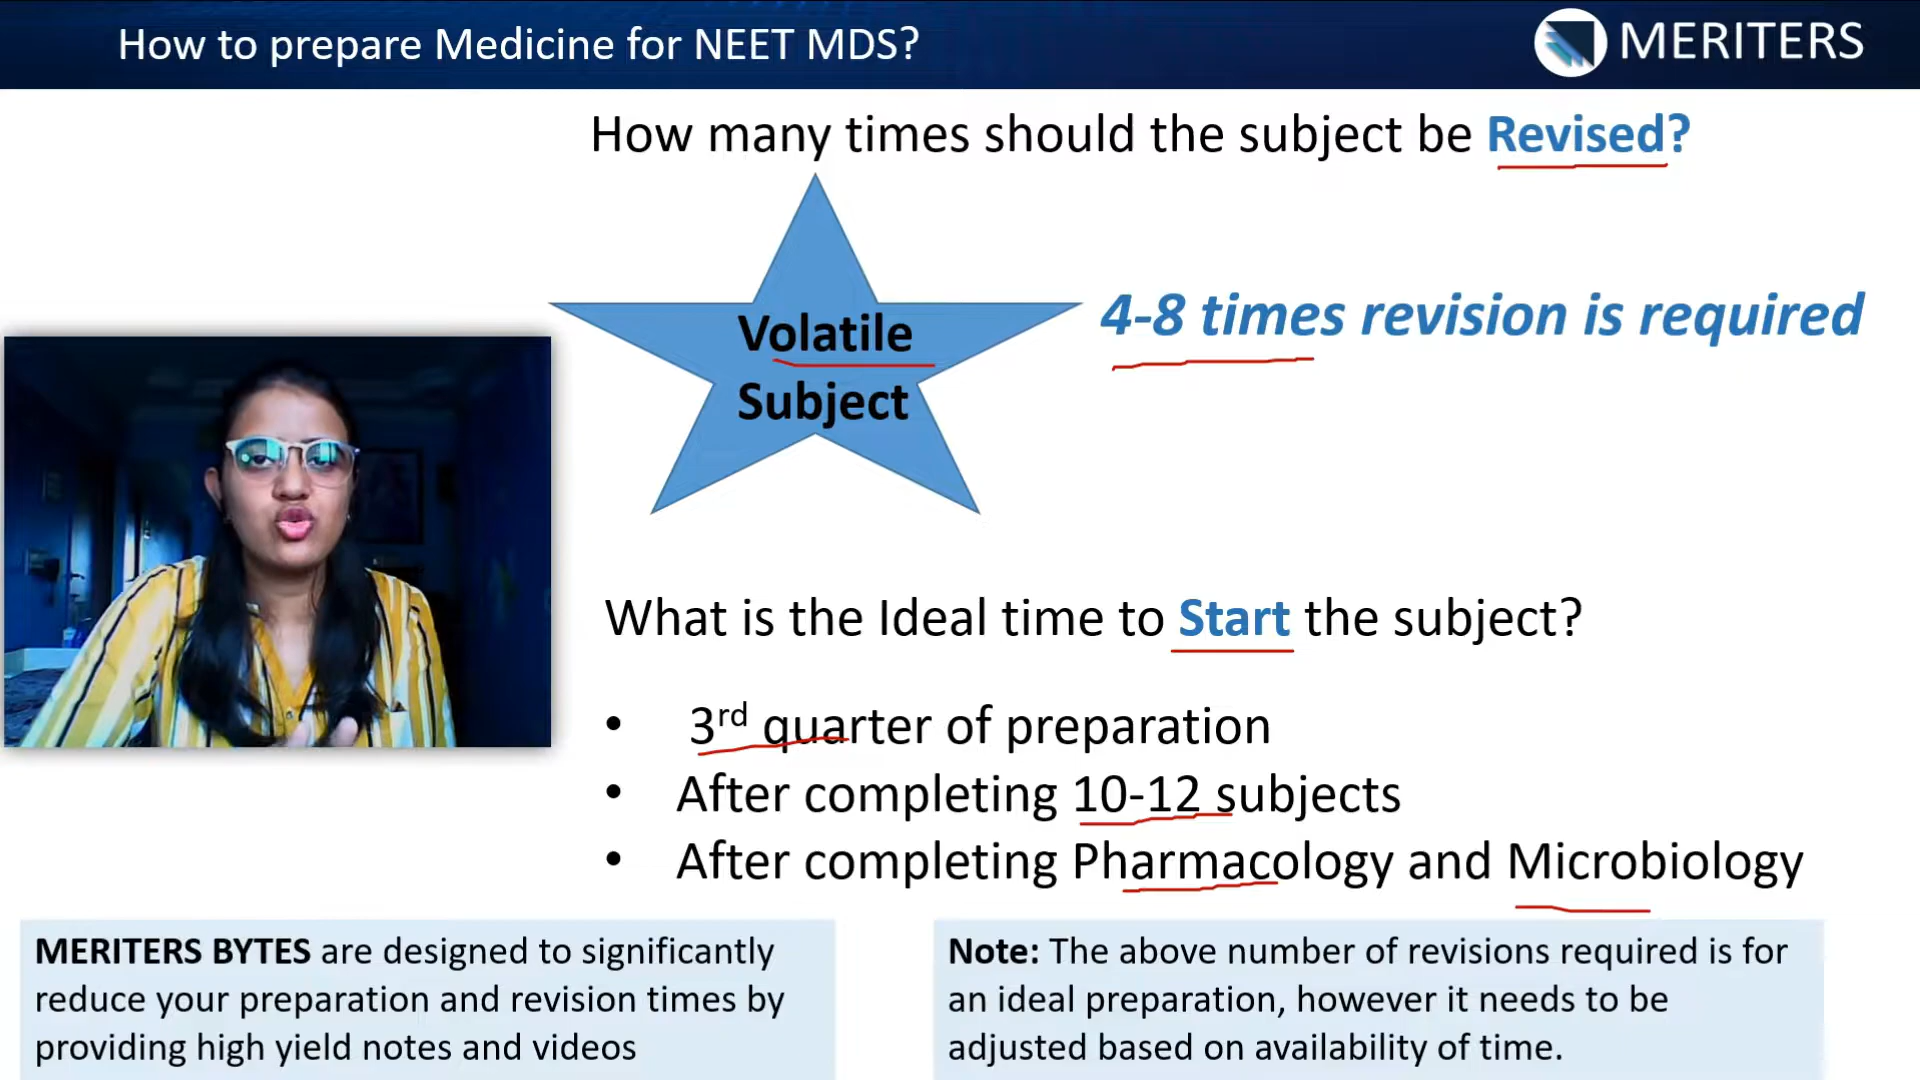 How to prepare Medicine for NEET MDS?
MERITERS
How many times should the subject be Revised?
Volatile
Subject
4-8 times revision is required
What is the Ideal time to Start the subject?
• 3rd quarter of preparation
• After completing 10-12 subjects
• After completing Pharmacology and Microbiology
MERITERS BYTES are designed to significantly
reduce your preparation and revision times by
providing high yield notes and videos
Note: The above number of revisions required is for
an ideal preparation, however it needs to be
adjusted based on availability of time.